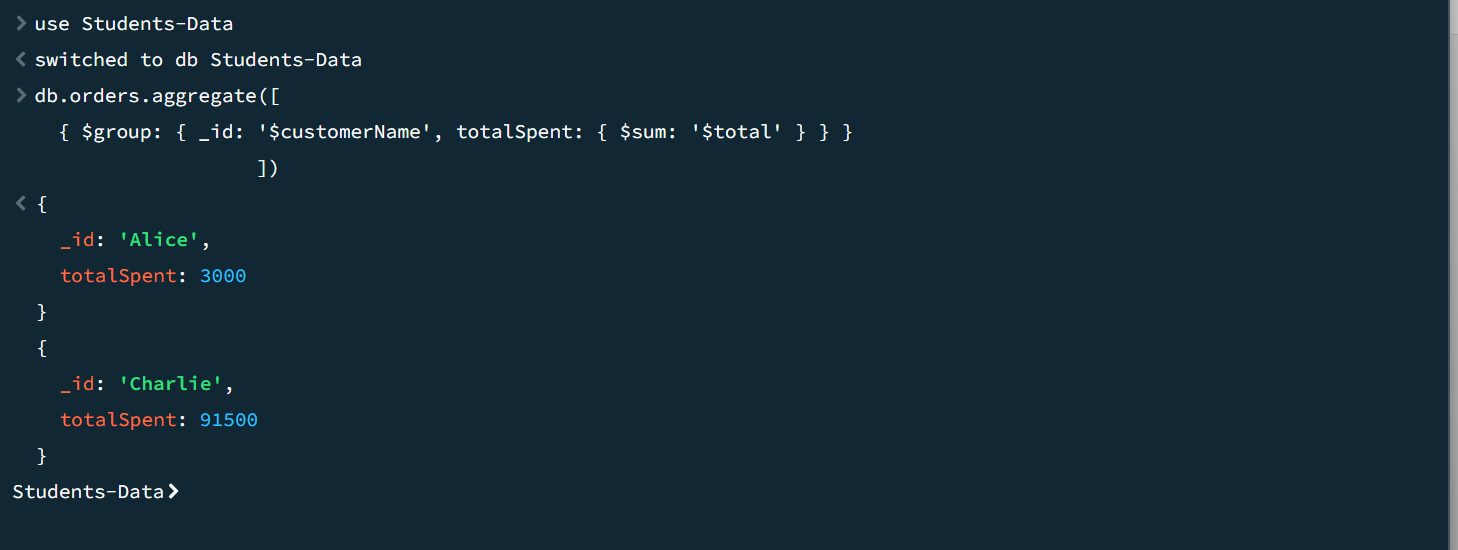 > use Students-Data
< switched to db Students-Data
> db.orders.aggregate([
{ $group: { _id: '$customerName', totalSpent: { $sum: '$total' } } }
])
< {
_id: 'Alice',
totalSpent: 3000
}
{
_id: 'Charlie',
totalSpent: 91500
}
Students-Data>